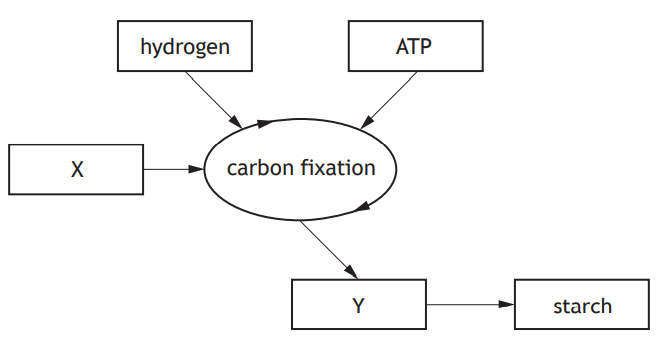 hydrogen
ATP
X
carbon fixation
Y
starch